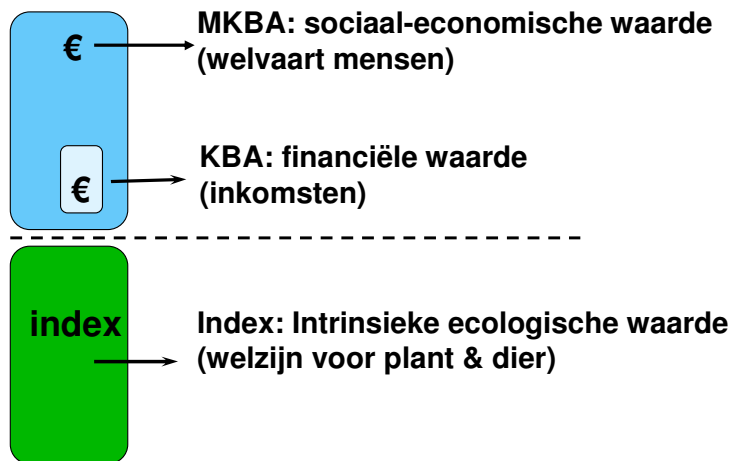 €
MKBA: sociaal-economische waarde
(welvaart mensen)
€
KBA: financiële waarde
(inkomsten)
index
Index: Intrinsieke ecologische waarde
(welzijn voor plant & dier)